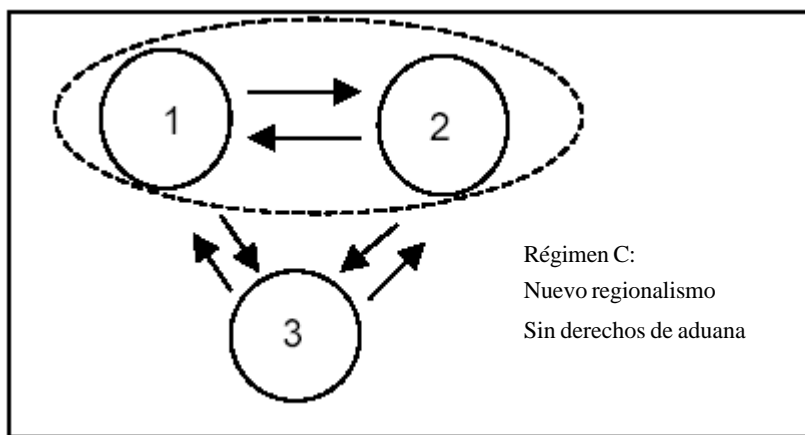 1
2
3
Régimen C:
Nuevo regionalismo
Sin derechos de aduana